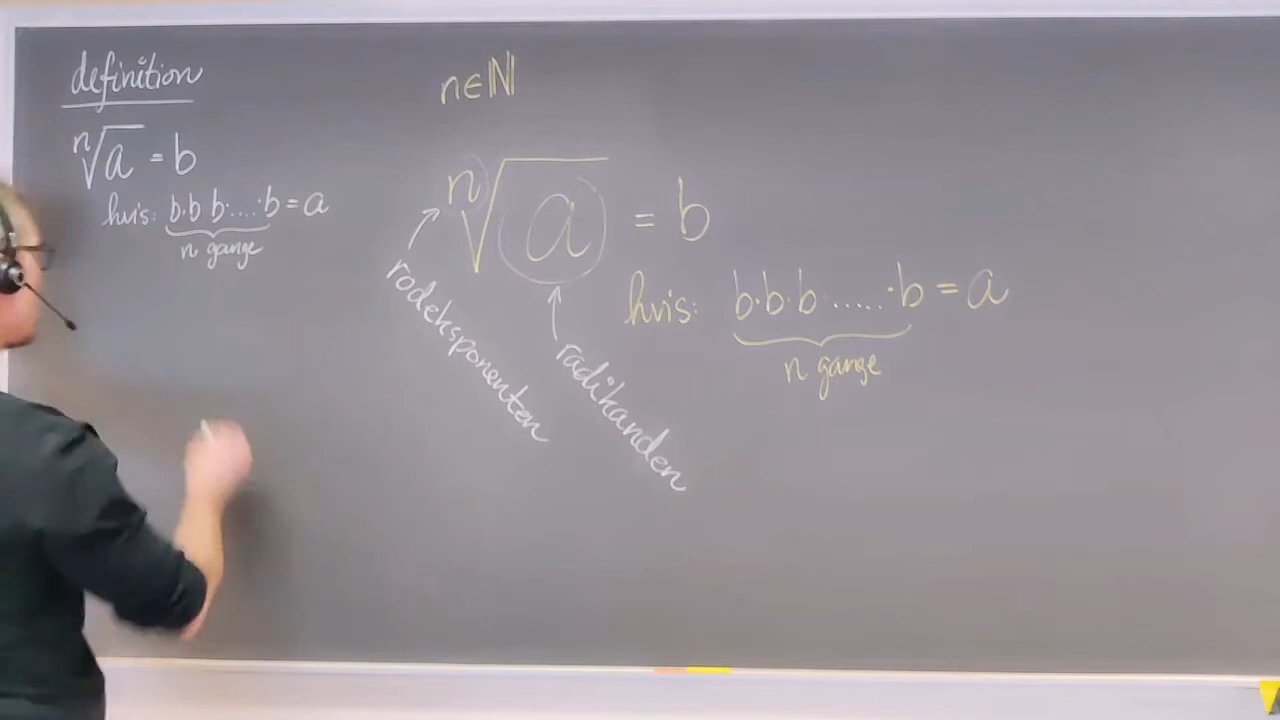 definition
ⁿ√a = b
hvis: b·b b·....·b = a
n gange
n∈ℕ
ⁿ√a = b
rodeksponenten
radikanden
hvis: b·b·b·.....·b = a
n gange